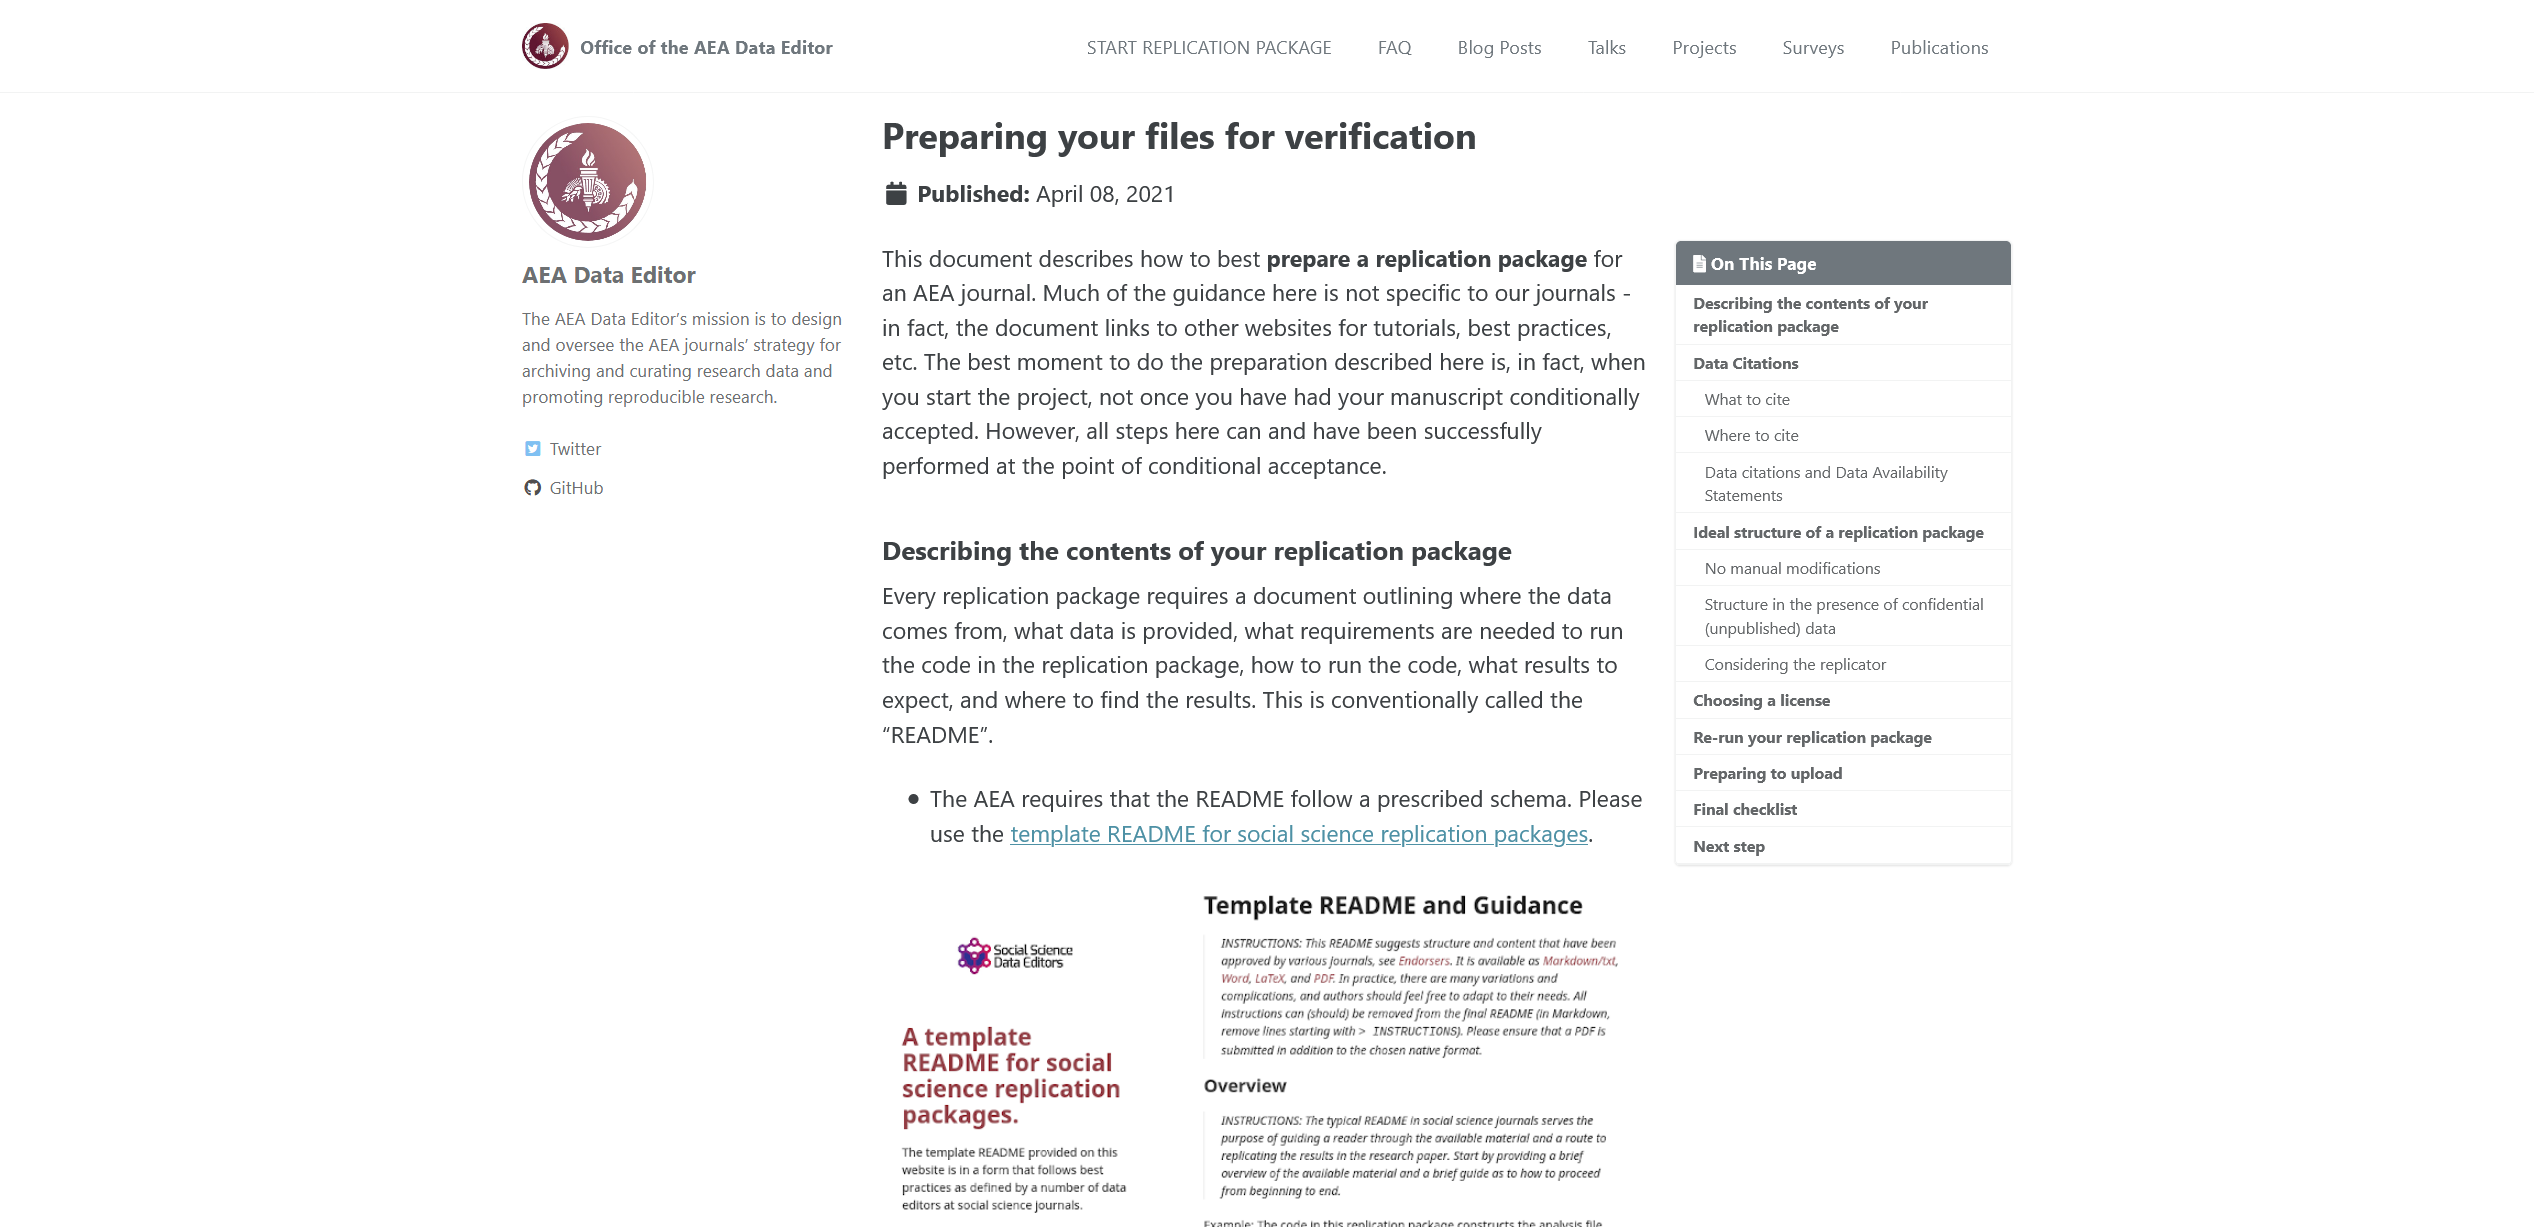 Office of the AEA Data Editor
START REPLICATION PACKAGE
FAQ
Blog Posts
Talks
Projects
Surveys
Publications
AEA Data Editor
The AEA Data Editor’s mission is to design
and oversee the AEA journals’ strategy for
archiving and curating research data and
promoting reproducible research.
Twitter
GitHub
Preparing your files for verification
Published: April 08, 2021
This document describes how to best prepare a replication package for
an AEA journal. Much of the guidance here is not specific to our journals -
in fact, the document links to other websites for tutorials, best practices,
etc. The best moment to do the preparation described here is, in fact, when
you start the project, not once you have had your manuscript conditionally
accepted. However, all steps here can and have been successfully
performed at the point of conditional acceptance.
Describing the contents of your replication package
Every replication package requires a document outlining where the data
comes from, what data is provided, what requirements are needed to run
the code in the replication package, how to run the code, what results to
expect, and where to find the results. This is conventionally called the
“README”.
The AEA requires that the README follow a prescribed schema. Please
use the template README for social science replication packages.
Social Science
Data Editors
A template
README for social
science replication
packages.
The template README provided on this
website is in a form that follows best
practices as defined by a number of data
editors at social science journals.
Template README and Guidance
INSTRUCTIONS: This README suggests structure and content that have been
approved by various journals, see Endorsers. It is available as Markdown/txt,
Word, LaTeX, and PDF. In practice, there are many variations and
complications, and authors should feel free to adapt to their needs. All
instructions can (should) be removed from the final README (in Markdown,
remove lines starting with > INSTRUCTIONS). Please ensure that a PDF is
submitted in addition to the chosen native format.
Overview
INSTRUCTIONS: The typical README in social science journals serves the
purpose of guiding a reader through the available material and a route to
replicating the results in the research paper. Start by providing a brief
overview of the available material and a brief guide as to how to proceed
from beginning to end.
Example: The code in this replication package constructs the analysis file
On This Page
Describing the contents of your
replication package
Data Citations
What to cite
Where to cite
Data citations and Data Availability
Statements
Ideal structure of a replication package
No manual modifications
Structure in the presence of confidential
(unpublished) data
Considering the replicator
Choosing a license
Re-run your replication package
Preparing to upload
Final checklist
Next step